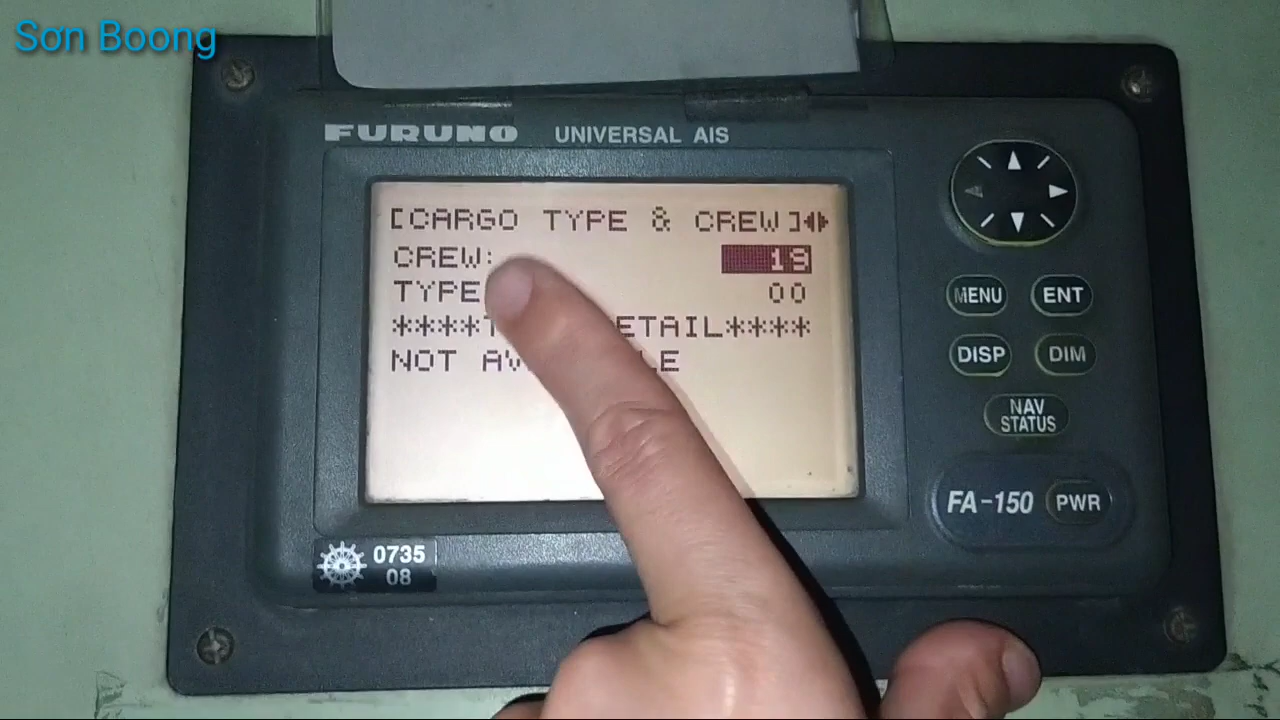 Sơn Boong
FURUNO UNIVERSAL AIS
[CARGO TYPE & CREW]
CREW: 19
TYPE 00
****T ETAIL****
NOT AV LE
MENU ENT
DISP DIM
NAV
STATUS
FA-150 PWR
0735
08